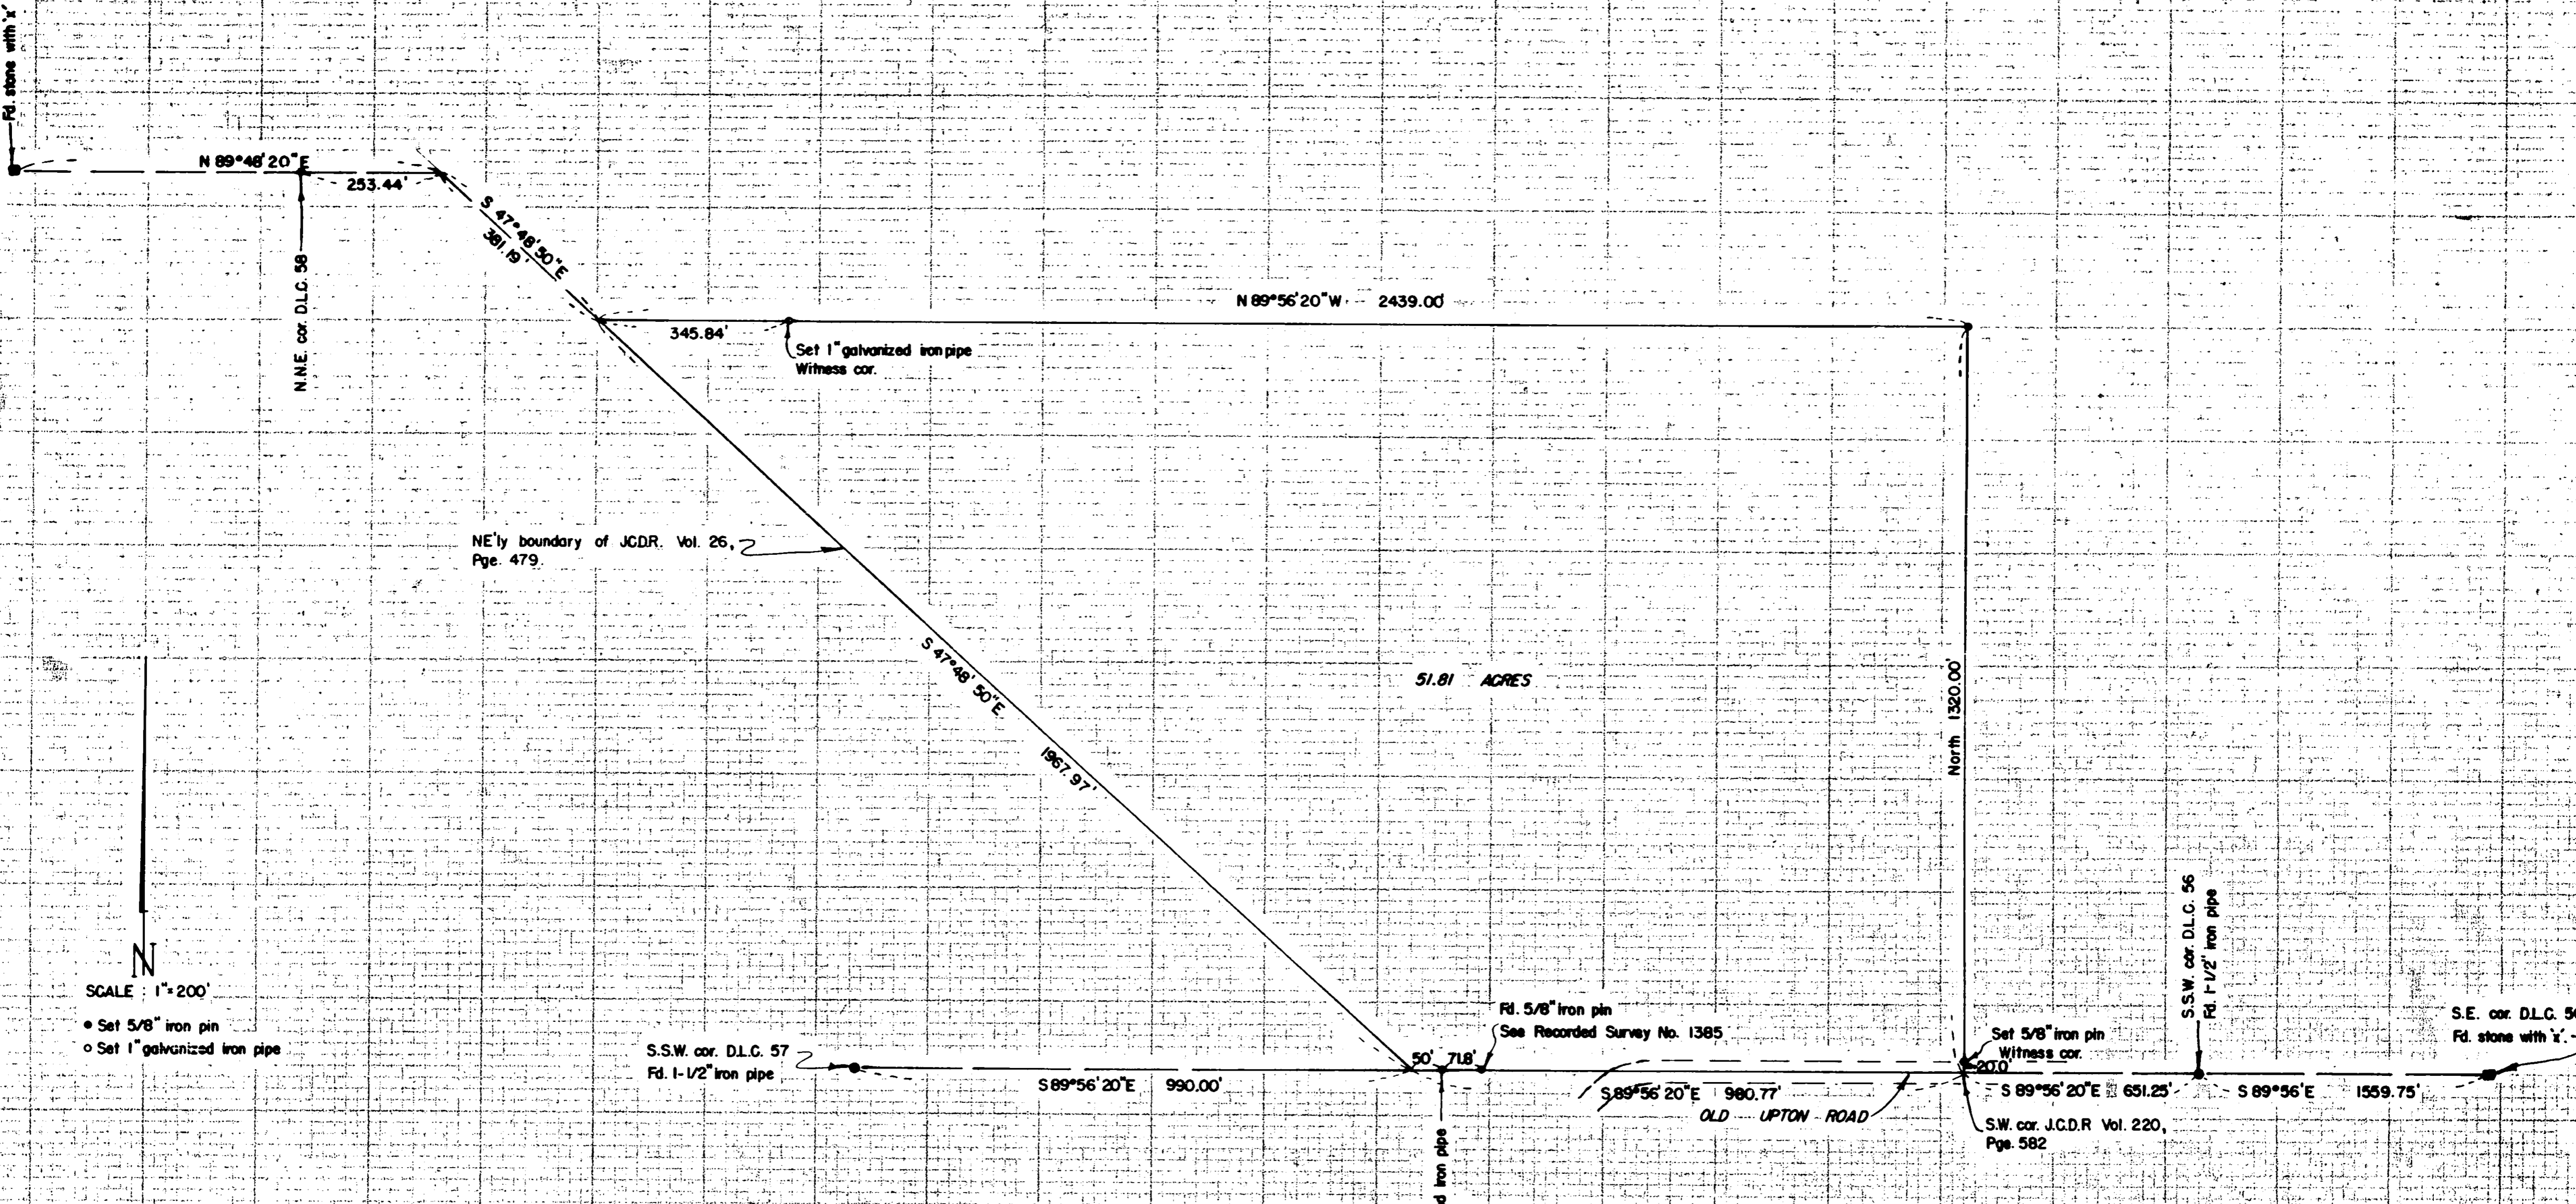 Fd. stone with 'x'
N 89°48'20"E
253.44'
N.N.E. cor. D.L.C. 58
S 47°48'50"E
381.19'
N 89°56'20"W 2439.00'
345.84'
Set 1" galvanized iron pipe
Witness cor.
NE'ly boundary of J.C.D.R. Vol. 26,
Pge. 479.
S 47°48'50"E
1967.97'
51.81 ACRES
North 1320.00'
N
SCALE : 1"=200'
Set 5/8" iron pin
Set 1" galvanized iron pipe
S.S.W. cor. D.L.C. 57
Fd. 1-1/2" iron pipe
S 89°56'20"E 990.00'
50'
71.8'
Fd. 5/8" iron pin
See Recorded Survey No. 1385
iron pipe
S 89°56'20"E 980.77'
OLD UPTON ROAD
Set 5/8" iron pin
Witness cor.
20.0'
S 89°56'20"E 651.25'
S.W. cor. J.C.D.R Vol. 220,
Pge. 582
S.S.W. cor. D.L.C. 56
Fd. 1-1/2" iron pipe
S 89°56'E 1559.75'
S.E. cor. D.L.C.
Fd. stone with 'x'.